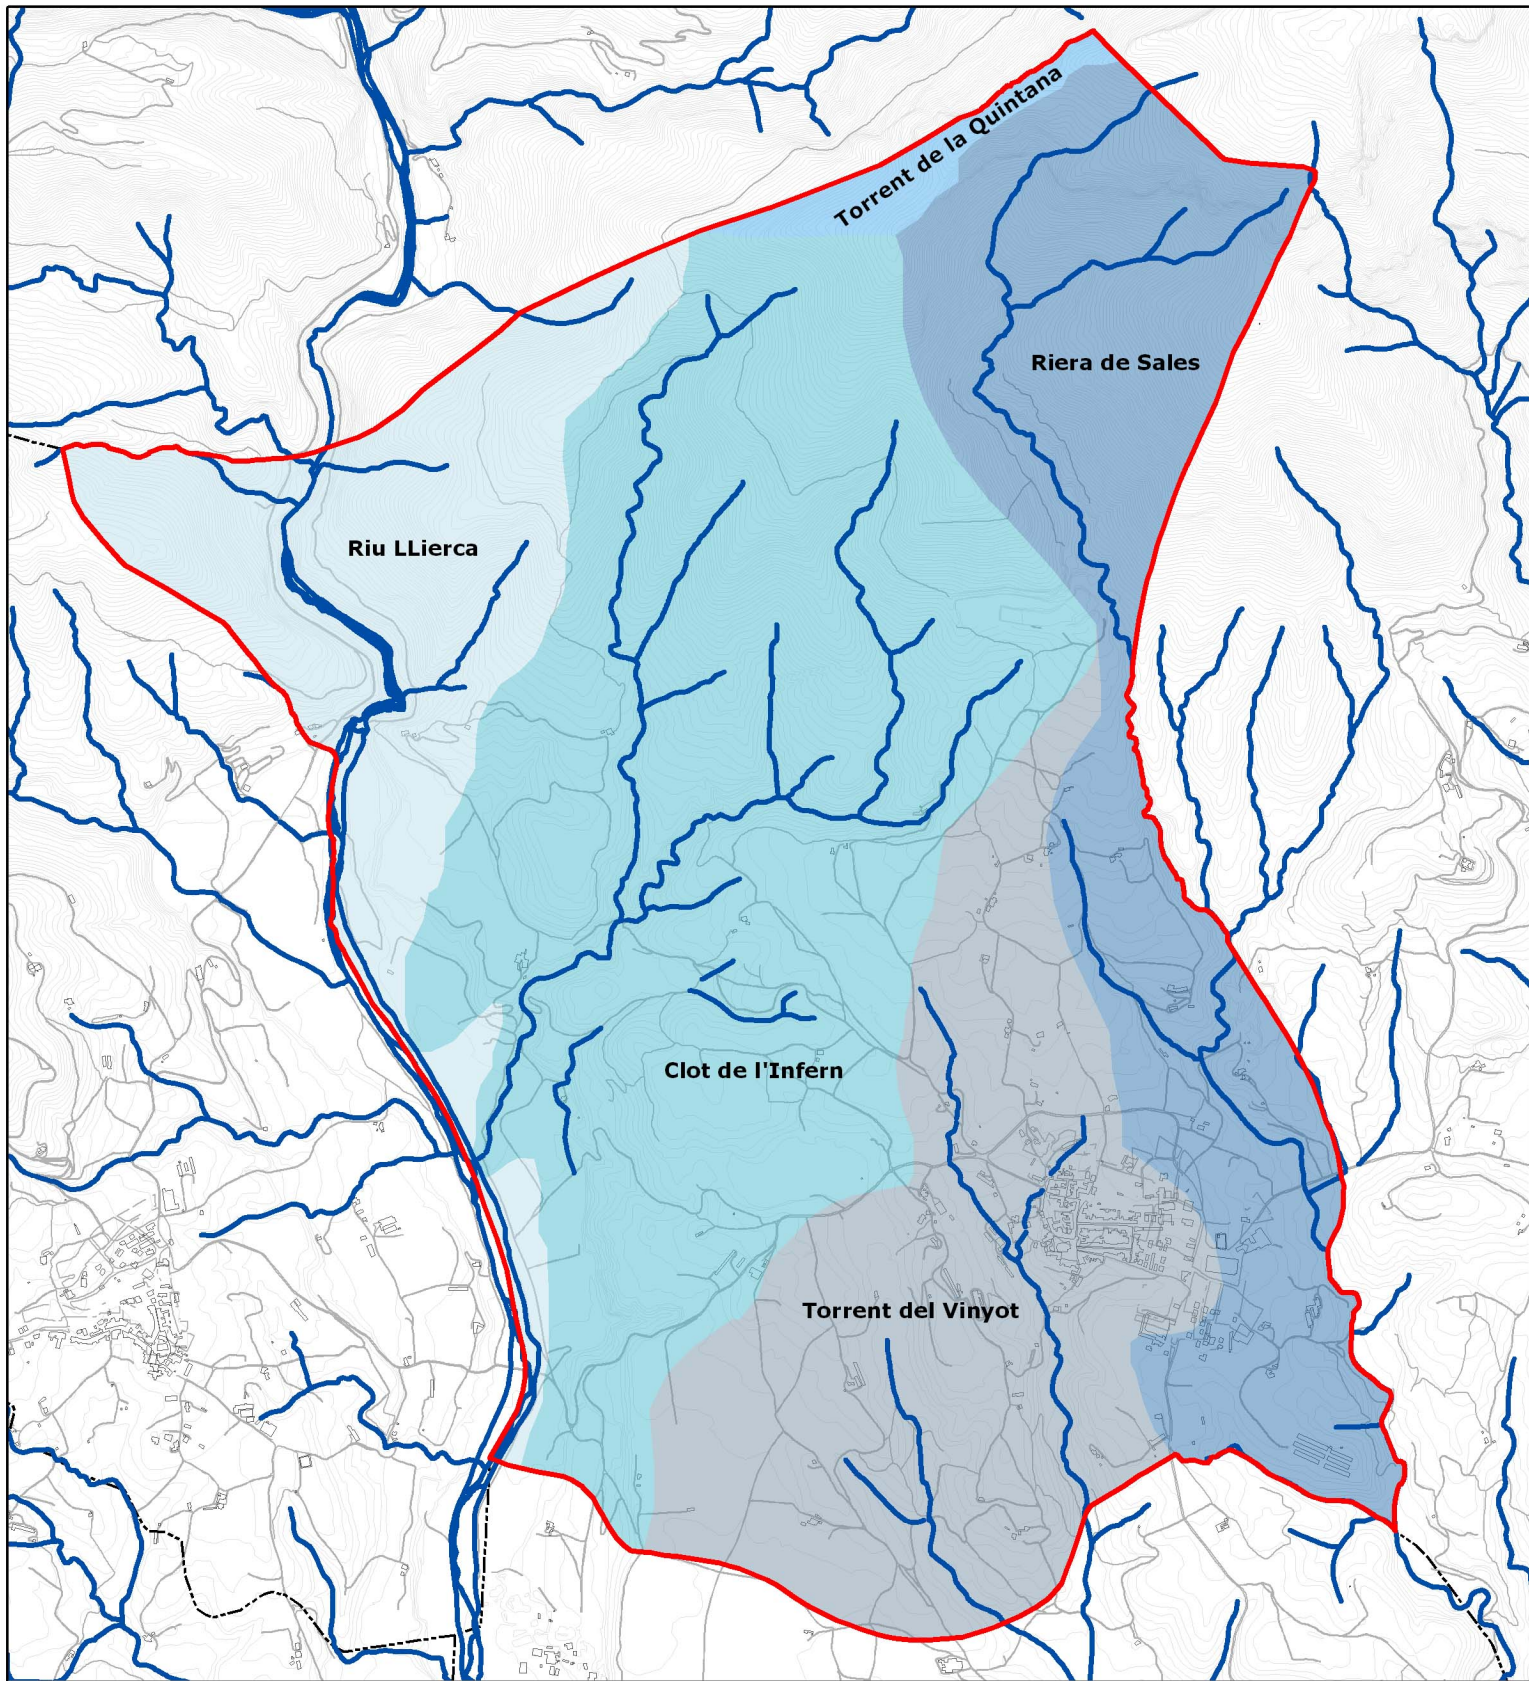 Torrent de la Quintana
Riera de Sales
Riu LLierca
Clot de l'Infern
Torrent del Vinyot